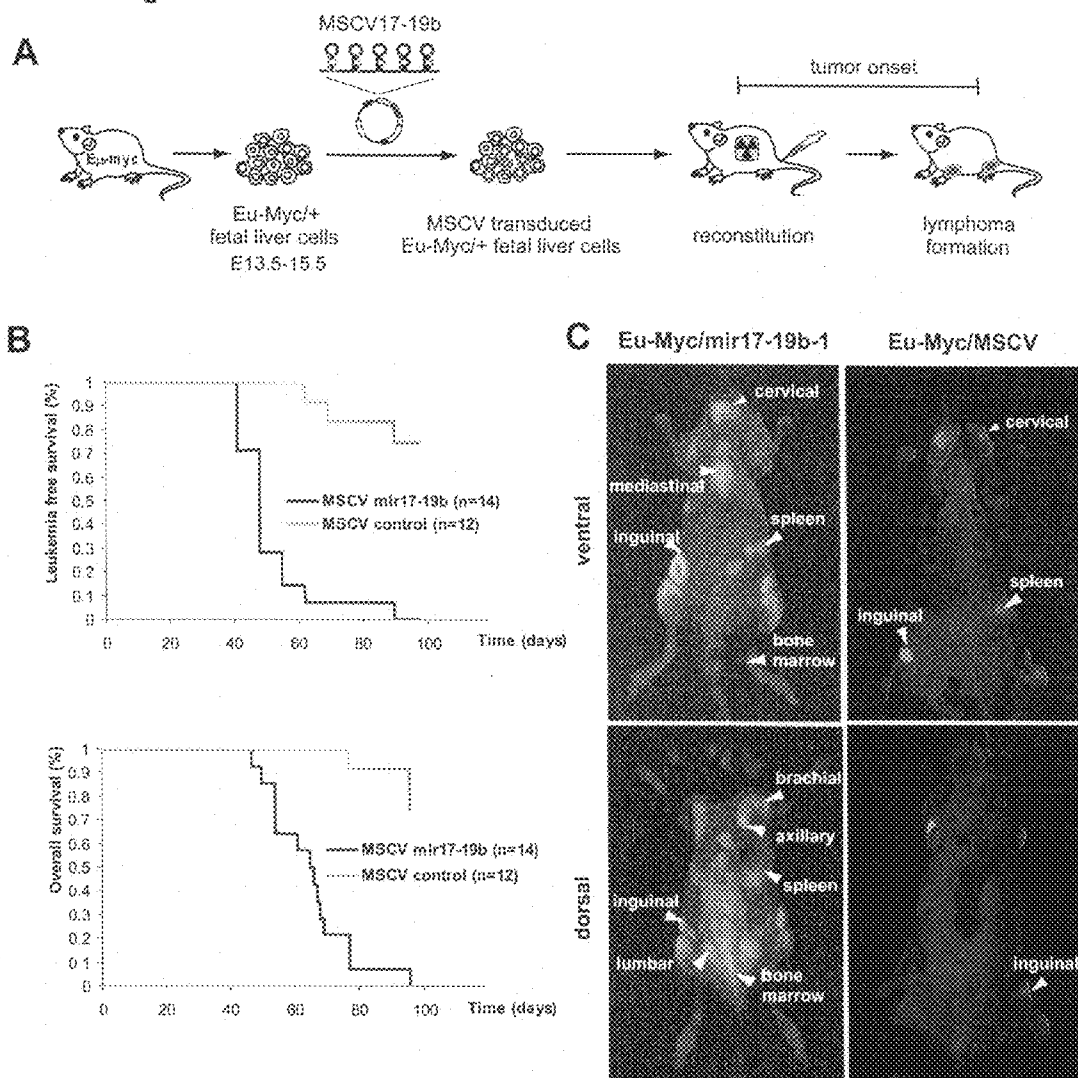 A
MSCV17-19b
tumor onset
Eμ-myc
Eu-Myc/+
fetal liver cells
E13.5-15.5
MSCV transduced
Eu-Myc/+ fetal liver cells
reconstitution
lymphoma
formation
B
Leukemia free survival (%)
1
0.9
0.8
0.7
0.6
0.5
0.4
0.3
0.2
0.1
0
MSCV mir17-19b (n=14)
MSCV control (n=12)
0 20 40 60 80 100 Time (days)
Overall survival (%)
1
0.9
0.8
0.7
0.6
0.5
0.4
0.3
0.2
0.1
0
MSCV mir17-19b (n=14)
MSCV control (n=12)
0 20 40 60 80 100 Time (days)
C
Eu-Myc/mir17-19b-1 Eu-Myc/MSCV
ventral
cervical
mediastinal
inguinal
spleen
bone
marrow
cervical
spleen
inguinal
dorsal
brachial
axillary
spleen
inguinal
lumbar
bone
marrow
inguinal